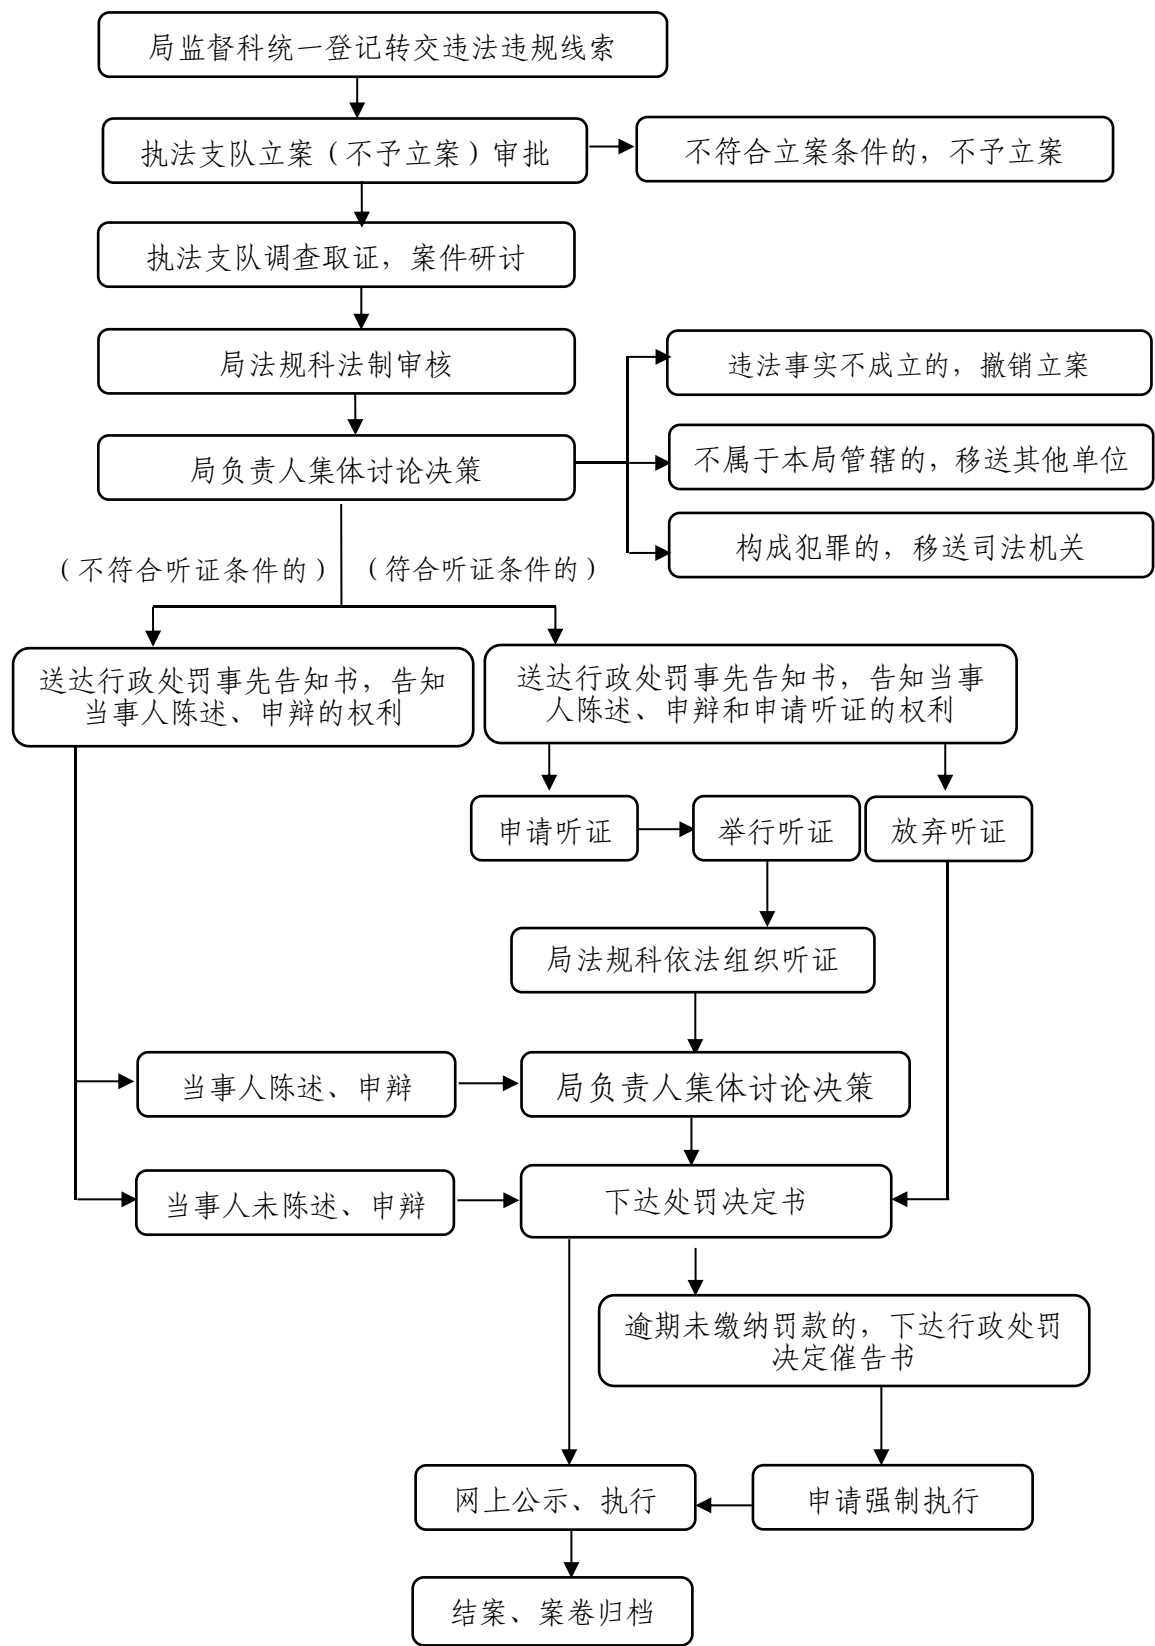 局监督科统一登记转交违法违规线索
执法支队立案（不予立案）审批
不符合立案条件的，不予立案
执法支队调查取证，案件研讨
局法规科法制审核
违法事实不成立的，撤销立案
局负责人集体讨论决策
不属于本局管辖的，移送其他单位
构成犯罪的，移送司法机关
（不符合听证条件的）
（符合听证条件的）
送达行政处罚事先告知书，告知
当事人陈述、申辩的权利
送达行政处罚事先告知书，告知当事
人陈述、申辩和申请听证的权利
申请听证
举行听证
放弃听证
局法规科依法组织听证
当事人陈述、申辩
局负责人集体讨论决策
当事人未陈述、申辩
下达处罚决定书
逾期未缴纳罚款的，下达行政处罚
决定催告书
网上公示、执行
申请强制执行
结案、案卷归档